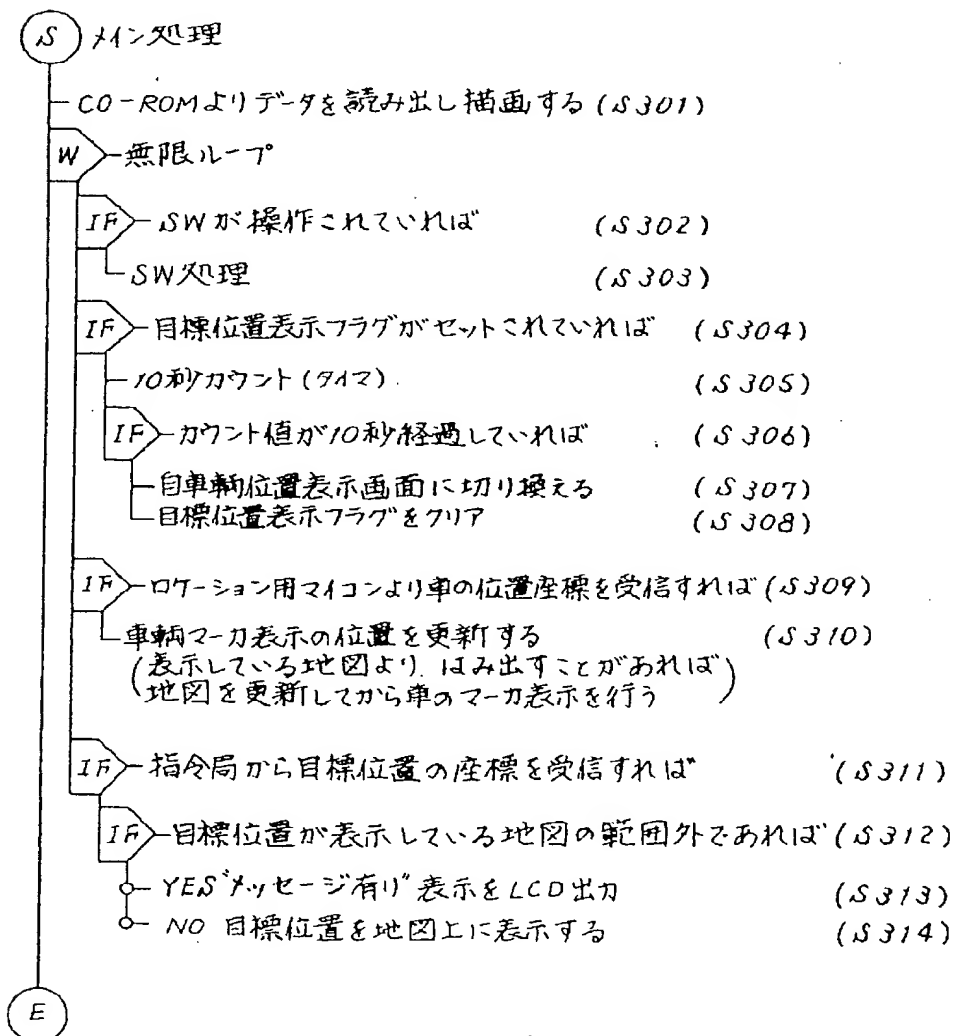 S メイン処理
CD-ROMよりデータを読み出し描画する (S301)
W 無限ループ
IF SWが操作されていれば (S302)
SW処理 (S303)
IF 目標位置表示フラグがセットされていれば (S304)
10秒カウント(タイマ) (S305)
IF カウント値が10秒経過していれば (S306)
自車輌位置表示画面に切り換える (S307)
目標位置表示フラグをクリア (S308)
IF ロケーション用マイコンより車の位置座標を受信すれば (S309)
車輌マーカ表示の位置を更新する (S310)
(表示している地図より はみ出すことがあれば
地図を更新してから車のマーカ表示を行う)
IF 指令局から目標位置の座標を受信すれば (S311)
IF 目標位置が表示している地図の範囲外であれば (S312)
YES "メッセージ有り" 表示をLCD出力 (S313)
NO 目標位置を地図上に表示する (S314)
E